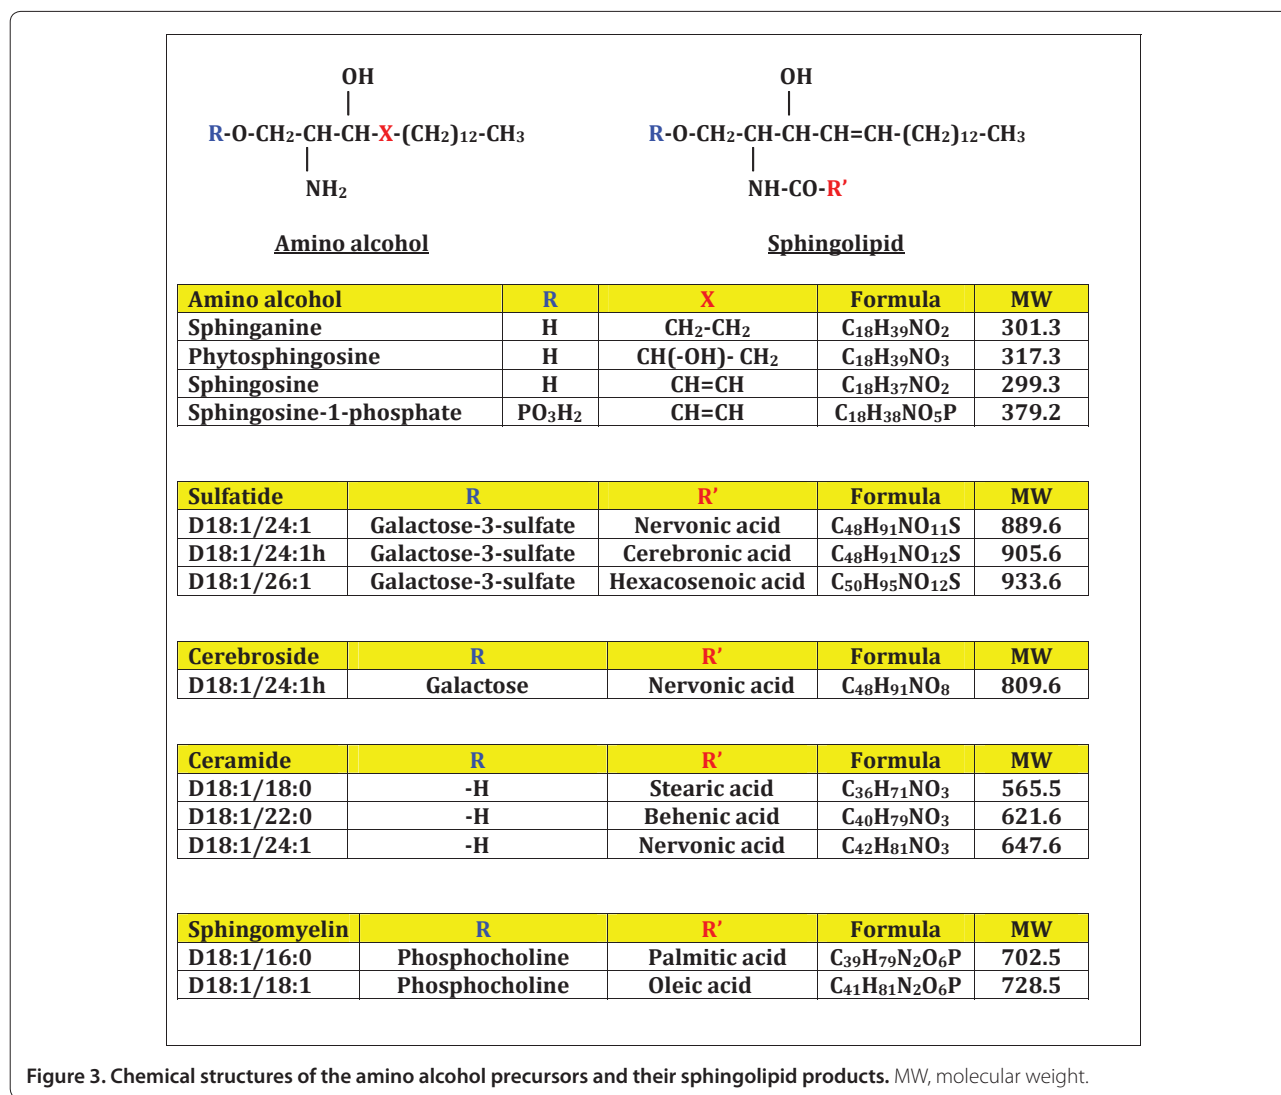 OH OH
R-O-CH₂-CH-CH-X-(CH₂)₁₂-CH₃ R-O-CH₂-CH-CH-CH=CH-(CH₂)₁₂-CH₃
NH₂ NH-CO-R’
Amino alcohol Sphingolipid
Amino alcohol R X Formula MW
Sphinganine H CH₂-CH₂ C₁₈H₃₉NO₂ 301.3
Phytosphingosine H CH(-OH)- CH₂ C₁₈H₃₉NO₃ 317.3
Sphingosine H CH=CH C₁₈H₃₇NO₂ 299.3
Sphingosine-1-phosphate PO₃H₂ CH=CH C₁₈H₃₈NO₅P 379.2
Sulfatide R R’ Formula MW
D18:1/24:1 Galactose-3-sulfate Nervonic acid C₄₈H₉₁NO₁₁S 889.6
D18:1/24:1h Galactose-3-sulfate Cerebronic acid C₄₈H₉₁NO₁₂S 905.6
D18:1/26:1 Galactose-3-sulfate Hexacosenoic acid C₅₀H₉₅NO₁₂S 933.6
Cerebroside R R’ Formula MW
D18:1/24:1h Galactose Nervonic acid C₄₈H₉₁NO₈ 809.6
Ceramide R R’ Formula MW
D18:1/18:0 -H Stearic acid C₃₆H₇₁NO₃ 565.5
D18:1/22:0 -H Behenic acid C₄₀H₇₉NO₃ 621.6
D18:1/24:1 -H Nervonic acid C₄₂H₈₁NO₃ 647.6
Sphingomyelin R R’ Formula MW
D18:1/16:0 Phosphocholine Palmitic acid C₃₉H₇₉N₂O₆P 702.5
D18:1/18:1 Phosphocholine Oleic acid C₄₁H₈₁N₂O₆P 728.5
Figure 3. Chemical structures of the amino alcohol precursors and their sphingolipid products. MW, molecular weight.